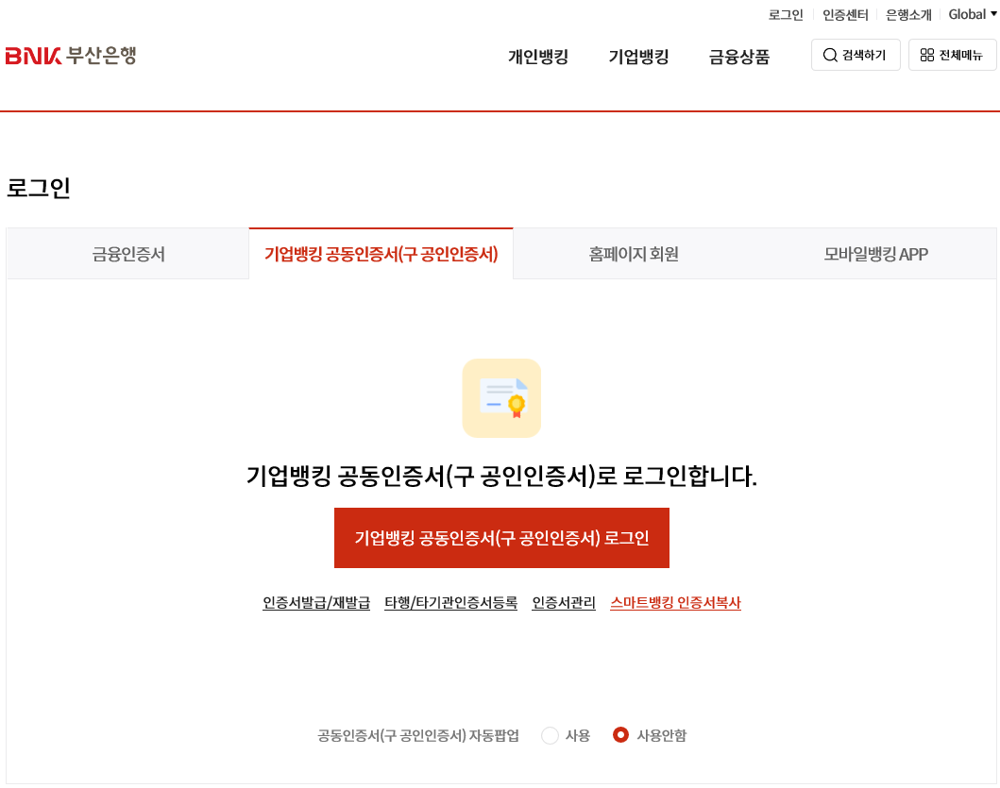 로그인 인증센터 은행소개 Global
BNK 부산은행 개인뱅킹 기업뱅킹 금융상품 검색하기 전체메뉴
로그인
금융인증서 기업뱅킹 공동인증서(구 공인인증서) 홈페이지 회원 모바일뱅킹 APP
기업뱅킹 공동인증서(구 공인인증서)로 로그인합니다.
기업뱅킹 공동인증서(구 공인인증서) 로그인
인증서발급/재발급 타행/타기관인증서등록 인증서관리 스마트뱅킹 인증서복사
공동인증서(구 공인인증서) 자동팝업 사용 사용안함